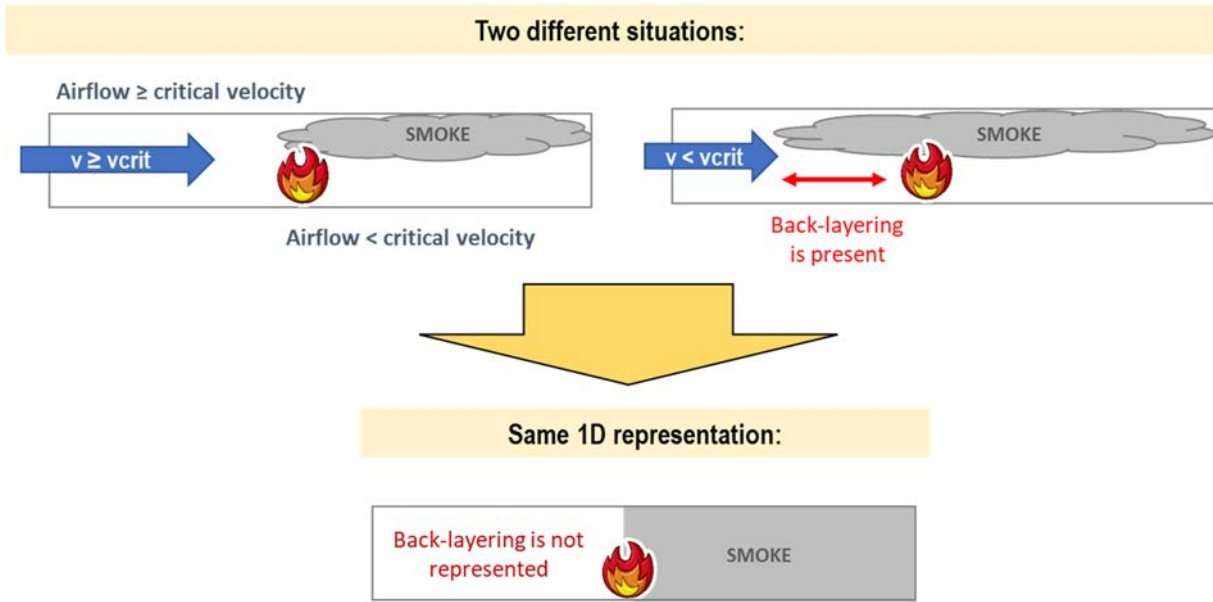 Two different situations:
Airflow ≥ critical velocity
SMOKE
v ≥ vcrit
Airflow < critical velocity
SMOKE
v < vcrit
Back-layering
is present
Same 1D representation:
Back-layering is not
represented
SMOKE